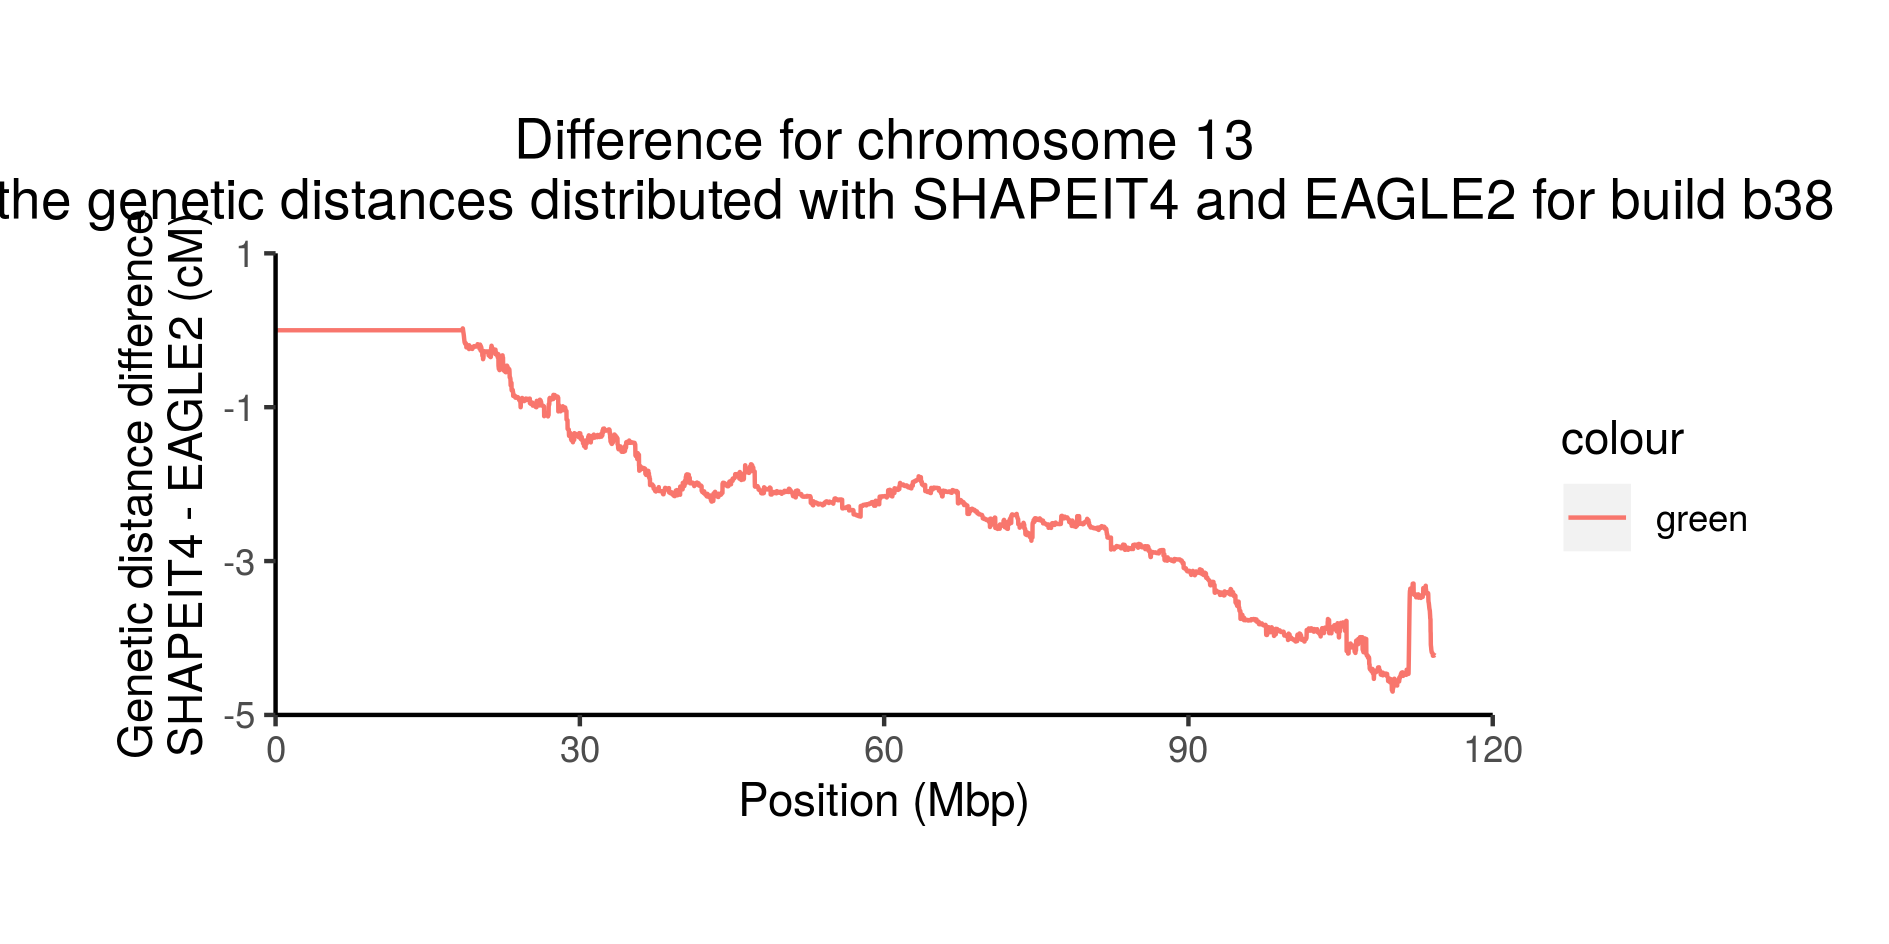 Difference for chromosome 13
the genetic distances distributed with SHAPEIT4 and EAGLE2 for build b38
Genetic distance difference
SHAPEIT4 - EAGLE2 (cM)
1
-1
-3
-5
0
30
60
90
120
Position (Mbp)
colour
green